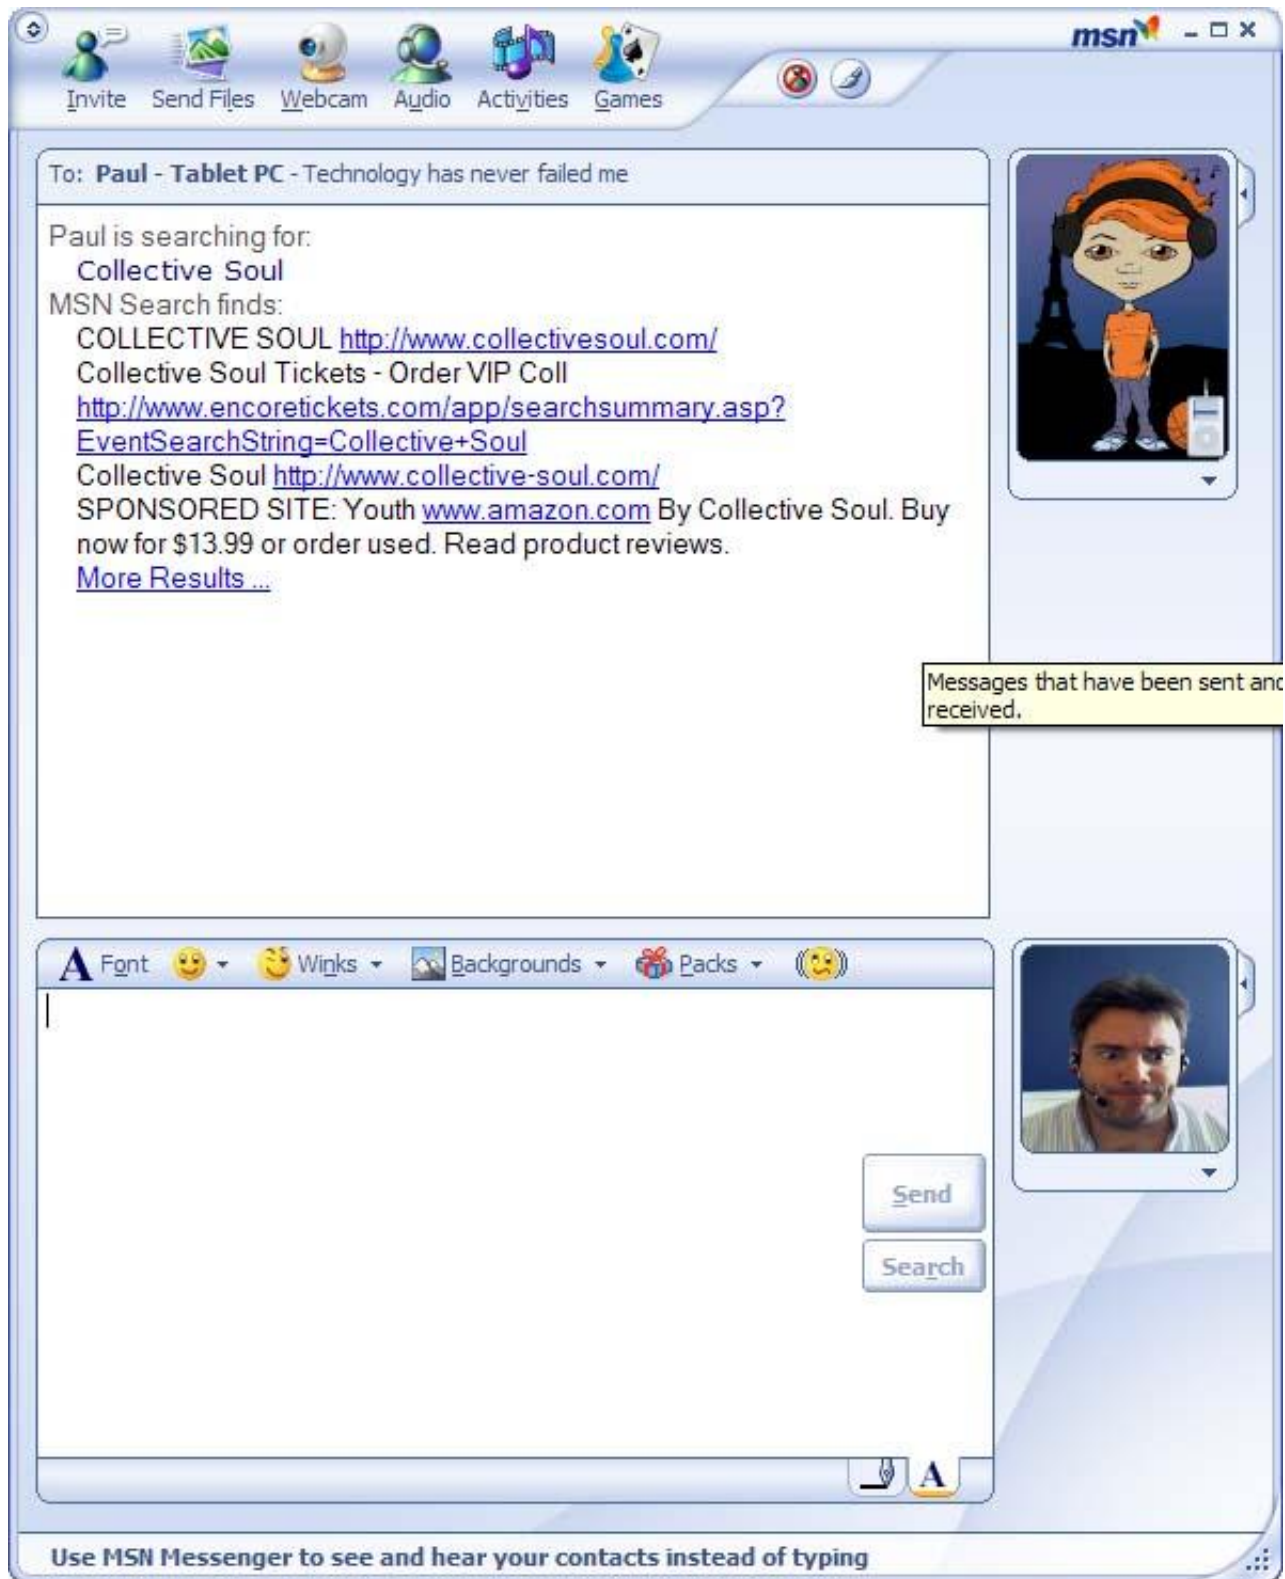 msn
Invite Send Files Webcam Audio Activities Games
To: Paul - Tablet PC - Technology has never failed me
Paul is searching for:
Collective Soul
MSN Search finds:
COLLECTIVE SOUL http://www.collectivesoul.com/
Collective Soul Tickets - Order VIP Coll
http://www.encoretickets.com/app/searchsummary.asp?
EventSearchString=Collective+Soul
Collective Soul http://www.collective-soul.com/
SPONSORED SITE: Youth www.amazon.com By Collective Soul. Buy
now for $13.99 or order used. Read product reviews.
More Results ...
Messages that have been sent and
received.
A Font Winks Backgrounds Packs
Send
Search
A
Use MSN Messenger to see and hear your contacts instead of typing